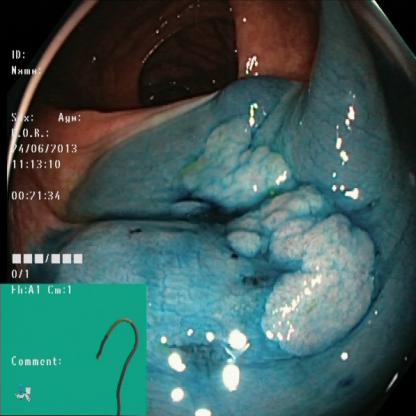 ID:
Name:
Sex: Age:
D.O.B.:
24/06/2013
11:13:10
00:21:34
■■■/■■■
0/1
Eh:A1 Cm:1
Comment: